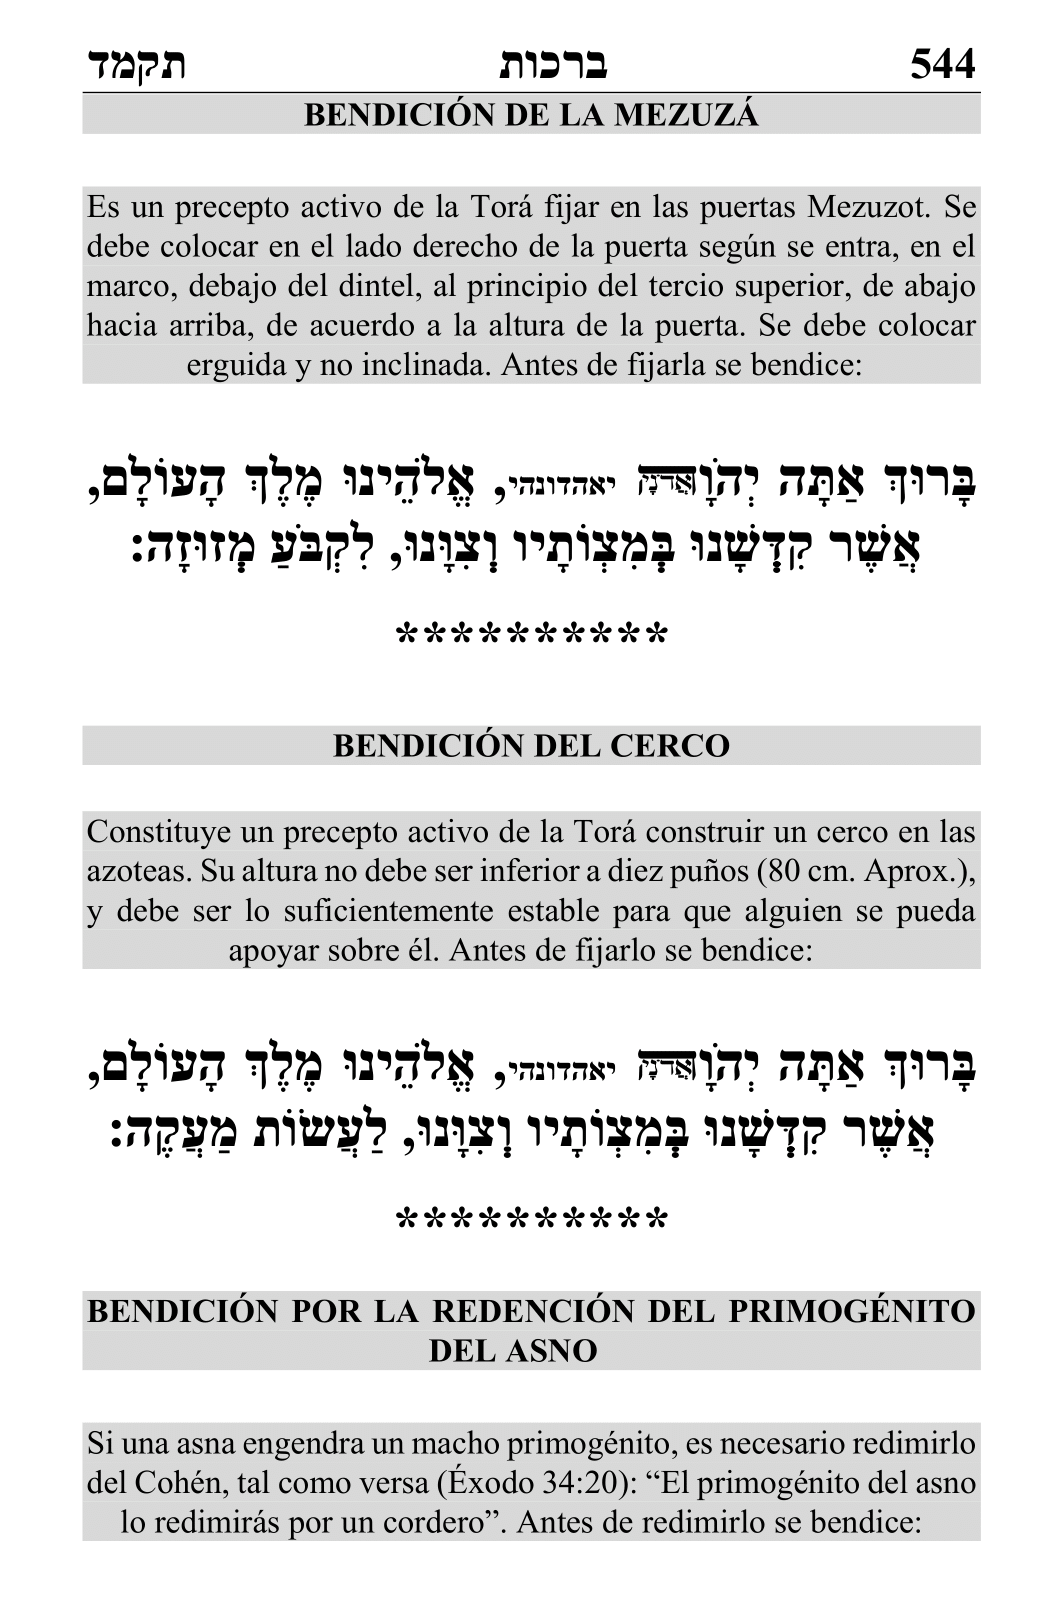 544 ברכות תקמד
BENDICIÓN DE LA MEZUZÁ
Es un precepto activo de la Torá fijar en las puertas Mezuzot. Se
debe colocar en el lado derecho de la puerta según se entra, en el
marco, debajo del dintel, al principio del tercio superior, de abajo
hacia arriba, de acuerdo a la altura de la puerta. Se debe colocar
erguida y no inclinada. Antes de fijarla se bendice:
בָּרוּךְ אַתָּה יְהֹוָאֲדֹנָיה יאהדונהי, אֱלֹהֵינוּ מֶלֶךְ הָעוֹלָם,
אֲשֶׁר קִדְּשָׁנוּ בְּמִצְוֹתָיו וְצִוָּנוּ, לִקְבֹּעַ מְזוּזָה:
**********
BENDICIÓN DEL CERCO
Constituye un precepto activo de la Torá construir un cerco en las
azoteas. Su altura no debe ser inferior a diez puños (80 cm. Aprox.),
y debe ser lo suficientemente estable para que alguien se pueda
apoyar sobre él. Antes de fijarlo se bendice:
בָּרוּךְ אַתָּה יְהֹוָאֲדֹנָיה יאהדונהי, אֱלֹהֵינוּ מֶלֶךְ הָעוֹלָם,
אֲשֶׁר קִדְּשָׁנוּ בְּמִצְוֹתָיו וְצִוָּנוּ, לַעֲשׂוֹת מַעֲקֶה:
**********
BENDICIÓN POR LA REDENCIÓN DEL PRIMOGÉNITO
DEL ASNO
Si una asna engendra un macho primogénito, es necesario redimirlo
del Cohén, tal como versa (Éxodo 34:20): “El primogénito del asno
lo redimirás por un cordero”. Antes de redimirlo se bendice: